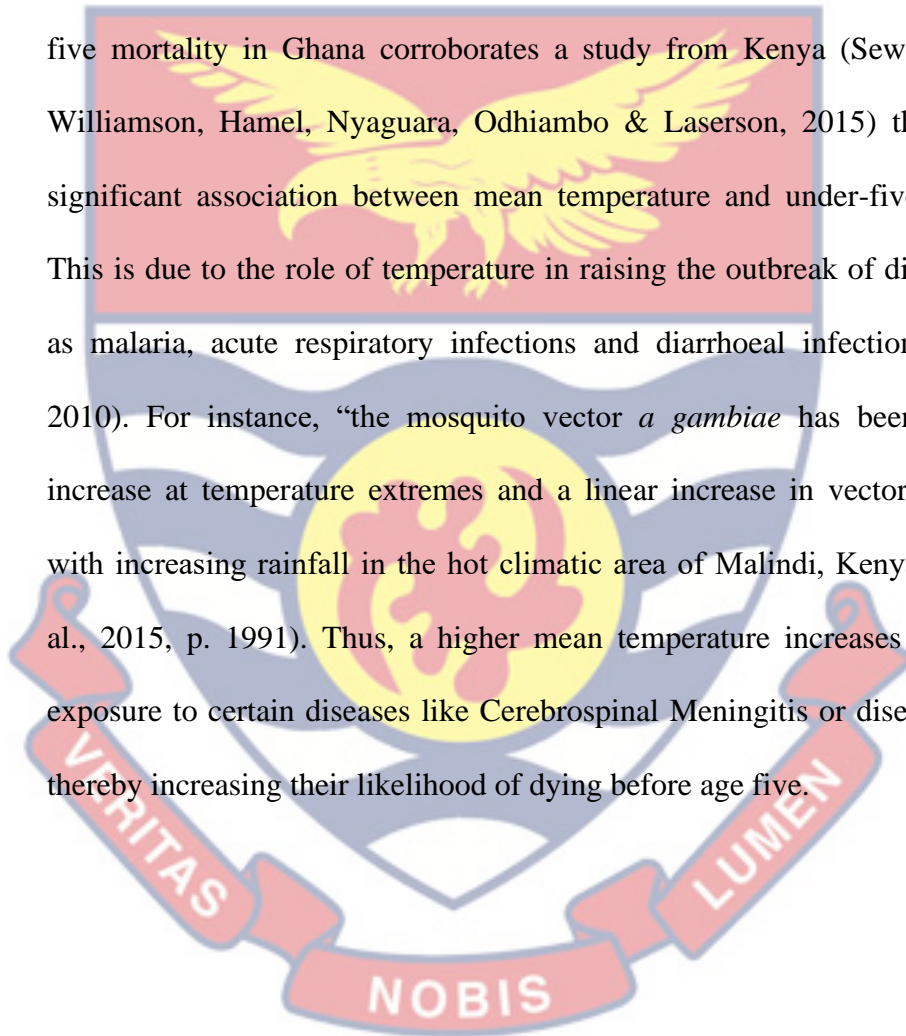 five mortality in Ghana corroborates a study from Kenya (Sew
Williamson, Hamel, Nyaguara, Odhiambo & Laserson, 2015) th
significant association between mean temperature and under-five
This is due to the role of temperature in raising the outbreak of di
as malaria, acute respiratory infections and diarrhoeal infection
2010). For instance, “the mosquito vector a gambiae has been
increase at temperature extremes and a linear increase in vector
with increasing rainfall in the hot climatic area of Malindi, Keny
al., 2015, p. 1991). Thus, a higher mean temperature increases
exposure to certain diseases like Cerebrospinal Meningitis or dise
thereby increasing their likelihood of dying before age five.
VERITAS
NOBIS
LUMEN